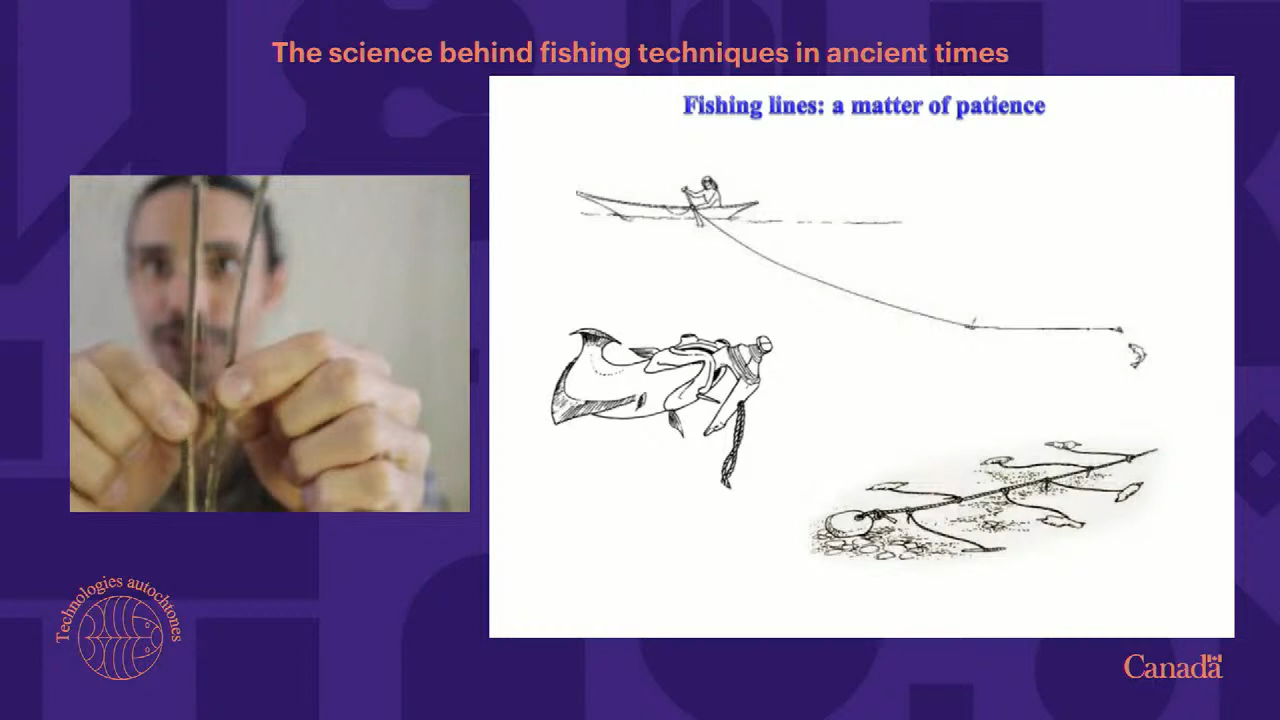 The science behind fishing techniques in ancient times
Fishing lines: a matter of patience
Technologies autochtones
Canada